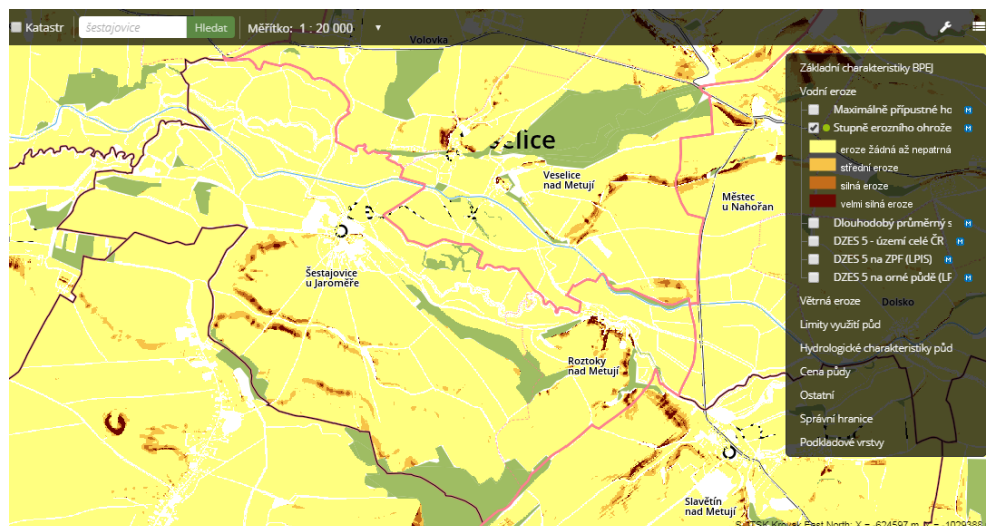 Katastr
šestajovice
Hledat
Měřítko: 1 : 20 000
Volovka
Základní charakteristiky BPEJ
Vodní eroze
Maximálně přípustné ho
M
Stupně erozního ohrože
M
eroze žádná až nepatrná
střední eroze
silná eroze
velmi silná eroze
Dlouhodobý průměrný s
M
DZES 5 - území celé ČR
M
DZES 5 na ZPF (LPIS)
M
DZES 5 na orné půdě (LF
M
Větrná eroze
Dolsko
Limity využití půd
Hydrologické charakteristiky půd
Cena půdy
Ostatní
Správní hranice
Podkladové vrstvy
elice
Veselice
nad Metují
Městec
u Nahořan
Šestajovice
u Jaroměře
Roztoky
nad Metují
Slavětín
nad Metují